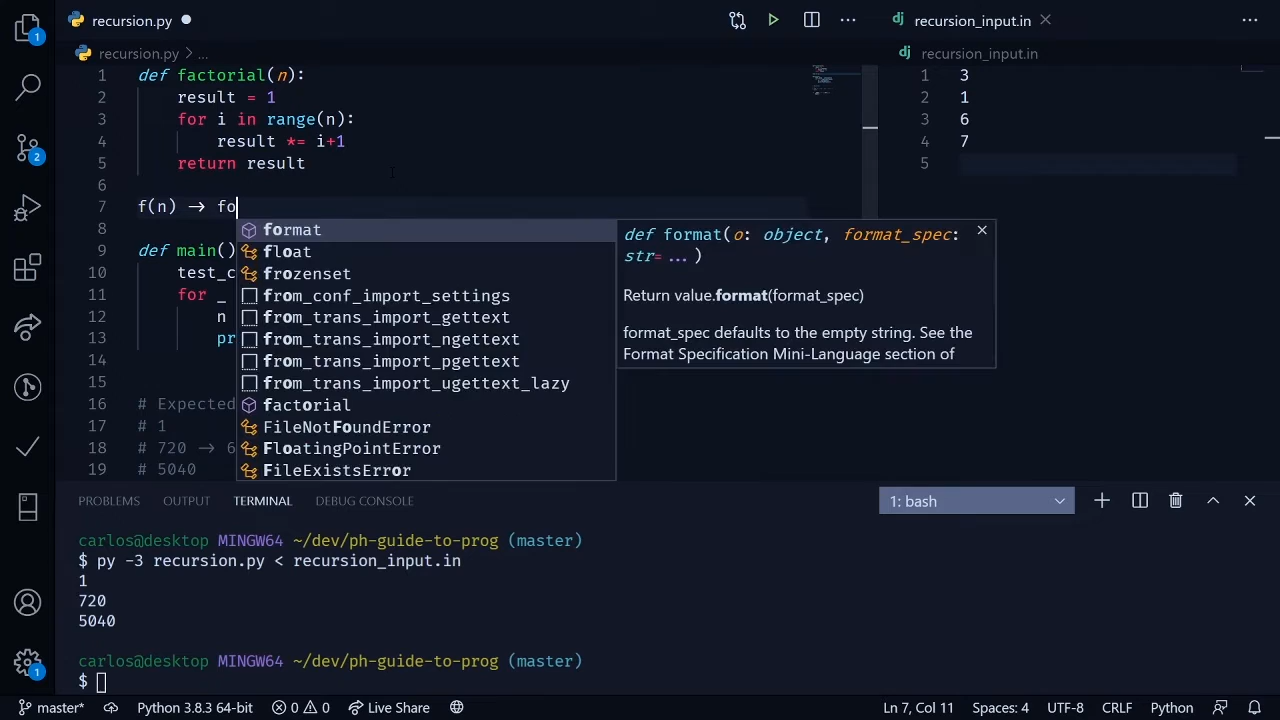 recursion.py
recursion_input.in
recursion.py > ...
recursion_input.in
1 def factorial(n):
2 result = 1
3 for i in range(n):
4 result *= i+1
5 return result
6
7 f(n) → fo
8
9 def main()
10 test_c
11 for _
12 n
13 pr
14
15
16 # Expected
17 # 1
18 # 720 → 6
19 # 5040
1 3
2 1
3 6
4 7
5
format
float
frozenset
from_conf_import_settings
from_trans_import_gettext
from_trans_import_ngettext
from_trans_import_pgettext
from_trans_import_ugettext_lazy
factorial
FileNotFoundError
FloatingPointError
FileExistsError
def format(o: object, format_spec:
str= ... )
Return value.format(format_spec)
format_spec defaults to the empty string. See the
Format Specification Mini-Language section of
1
2
1
PROBLEMS OUTPUT TERMINAL DEBUG CONSOLE
1: bash
carlos@desktop MINGW64 ~/dev/ph-guide-to-prog (master)
$ py -3 recursion.py < recursion_input.in
1
720
5040
carlos@desktop MINGW64 ~/dev/ph-guide-to-prog (master)
$
master* Python 3.8.3 64-bit 0 0 Live Share Ln 7, Col 11 Spaces: 4 UTF-8 CRLF Python